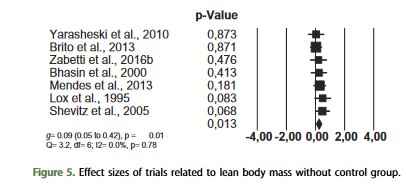 p-Value
Yarasheski et al., 2010 0,873
Brito et al., 2013 0,871
Zabetti et al., 2016b 0,476
Bhasin et al., 2000 0,413
Mendes et al., 2013 0,181
Lox et al., 1995 0,083
Shevitz et al., 2005 0,068
0,013
-4,00 -2,00 0,00 2,00 4,00
g= 0.09 (0.05 to 0.42), p = 0.01
Q= 3.2, df= 6; I2= 0.0%, p= 0.78
Figure 5. Effect sizes of trials related to lean body mass without control group.